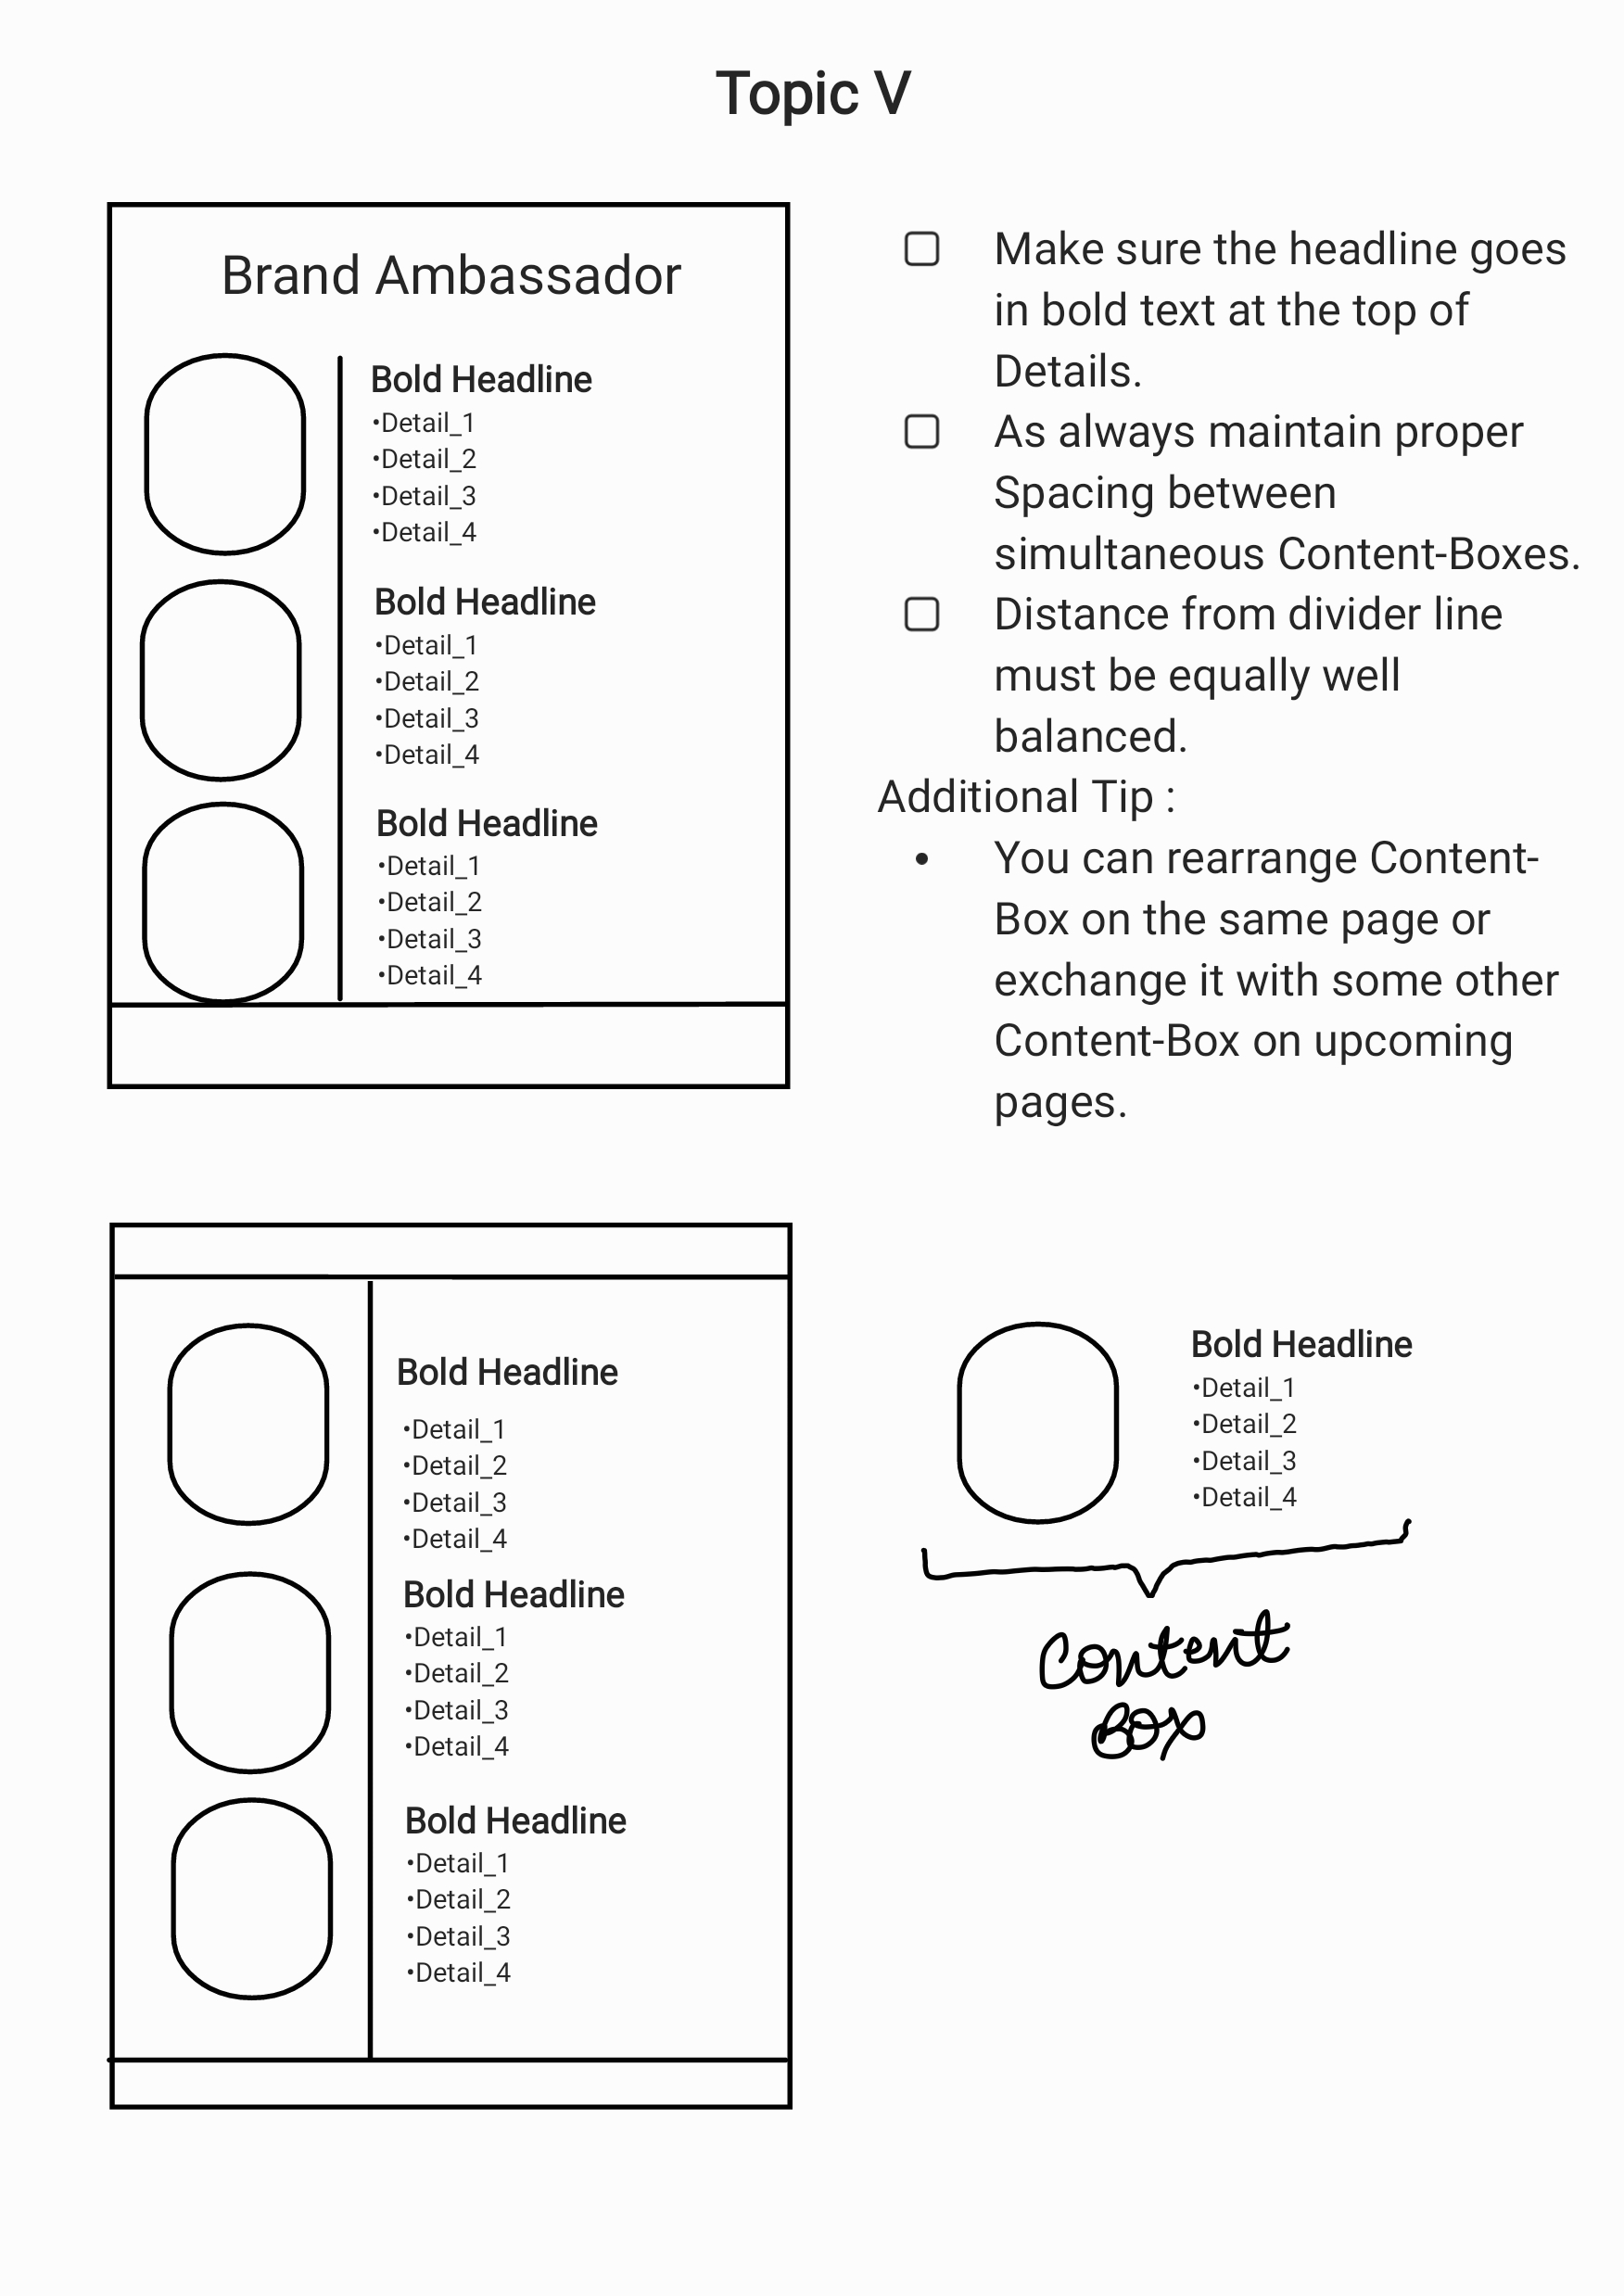 Topic V
Brand Ambassador
Bold Headline
•Detail_1
•Detail_2
•Detail_3
•Detail_4
Bold Headline
•Detail_1
•Detail_2
•Detail_3
•Detail_4
Bold Headline
•Detail_1
•Detail_2
•Detail_3
•Detail_4
Make sure the headline goes
in bold text at the top of
Details.
As always maintain proper
Spacing between
simultaneous Content-Boxes.
Distance from divider line
must be equally well
balanced.
Additional Tip :
• You can rearrange Content-
Box on the same page or
exchange it with some other
Content-Box on upcoming
pages.
Bold Headline
•Detail_1
•Detail_2
•Detail_3
•Detail_4
Bold Headline
•Detail_1
•Detail_2
•Detail_3
•Detail_4
Bold Headline
•Detail_1
•Detail_2
•Detail_3
•Detail_4
Bold Headline
•Detail_1
•Detail_2
•Detail_3
•Detail_4
Content
Box